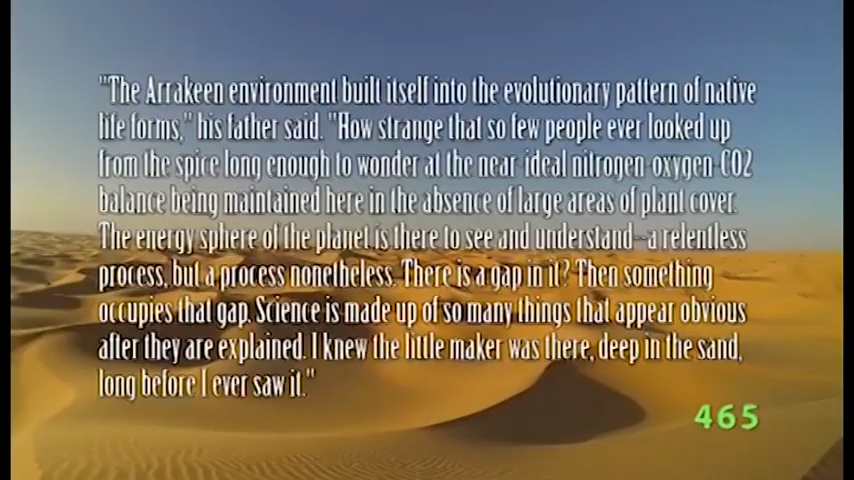 "The Arrakeen environment built itself into the evolutionary pattern of native
life forms," his father said. "How strange that so few people ever looked up
from the spice long enough to wonder at the near-ideal nitrogen-oxygen-CO2
balance being maintained here in the absence of large areas of plant cover.
The energy sphere of the planet is there to see and understand--a relentless
process, but a process nonetheless. There is a gap in it? Then something
occupies that gap. Science is made up of so many things that appear obvious
after they are explained. I knew the little maker was there, deep in the sand,
long before I ever saw it."
465